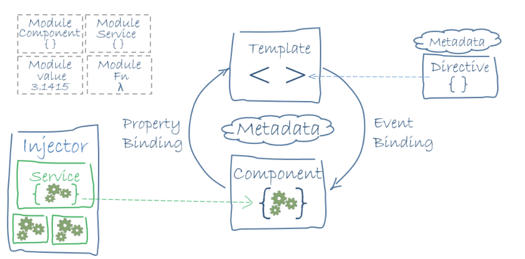 Module
Component
{ }
Module
Service
{ }
Module
value
3.1415
Module
Fn
λ
Template
< >
Metadata
Directive
{ }
Property
Binding
Metadata
Event
Binding
Injector
Service
{ }
Component
{ }